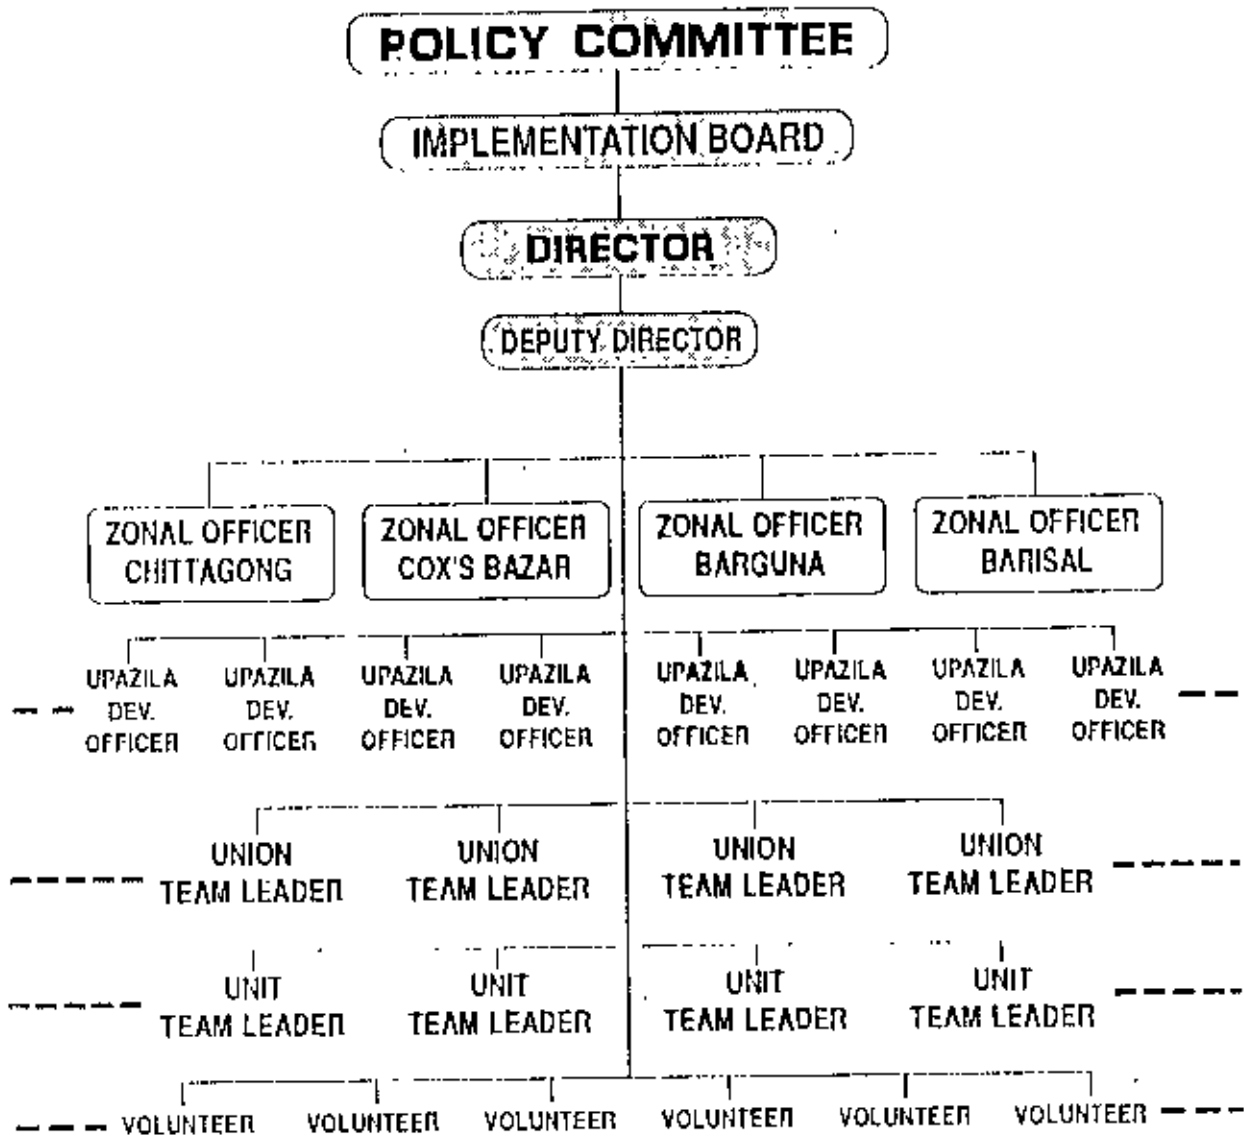 POLICY COMMITTEE
IMPLEMENTATION BOARD
DIRECTOR
DEPUTY DIRECTOR
ZONAL OFFICER
CHITTAGONG
ZONAL OFFICER
COX'S BAZAR
ZONAL OFFICER
BARGUNA
ZONAL OFFICER
BARISAL
UPAZILA
DEV.
OFFICER
UPAZILA
DEV.
OFFICER
UPAZILA
DEV.
OFFICER
UPAZILA
DEV.
OFFICER
UPAZILA
DEV.
OFFICER
UPAZILA
DEV.
OFFICER
UPAZILA
DEV.
OFFICER
UPAZILA
DEV.
OFFICER
UNION
TEAM LEADER
UNION
TEAM LEADER
UNION
TEAM LEADER
UNION
TEAM LEADER
UNIT
TEAM LEADER
UNIT
TEAM LEADER
UNIT
TEAM LEADER
UNIT
TEAM LEADER
VOLUNTEER
VOLUNTEER
VOLUNTEER
VOLUNTEER
VOLUNTEER
VOLUNTEER